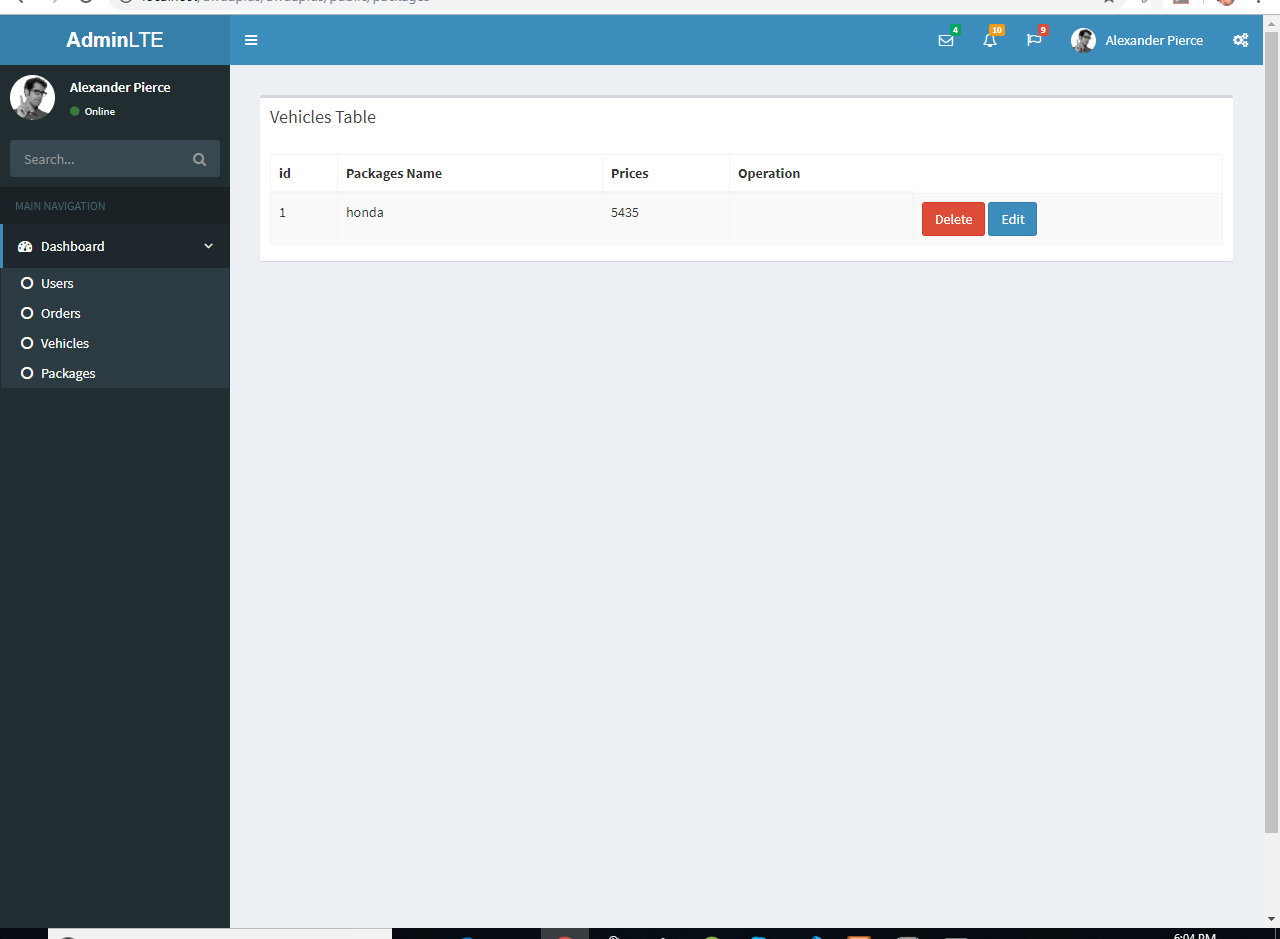 AdminLTE
4
10
9
Alexander Pierce
Alexander Pierce
Online
Search...
MAIN NAVIGATION
Dashboard
Users
Orders
Vehicles
Packages
Vehicles Table
id Packages Name Prices Operation
1 honda 5435 Delete Edit
6:04 PM